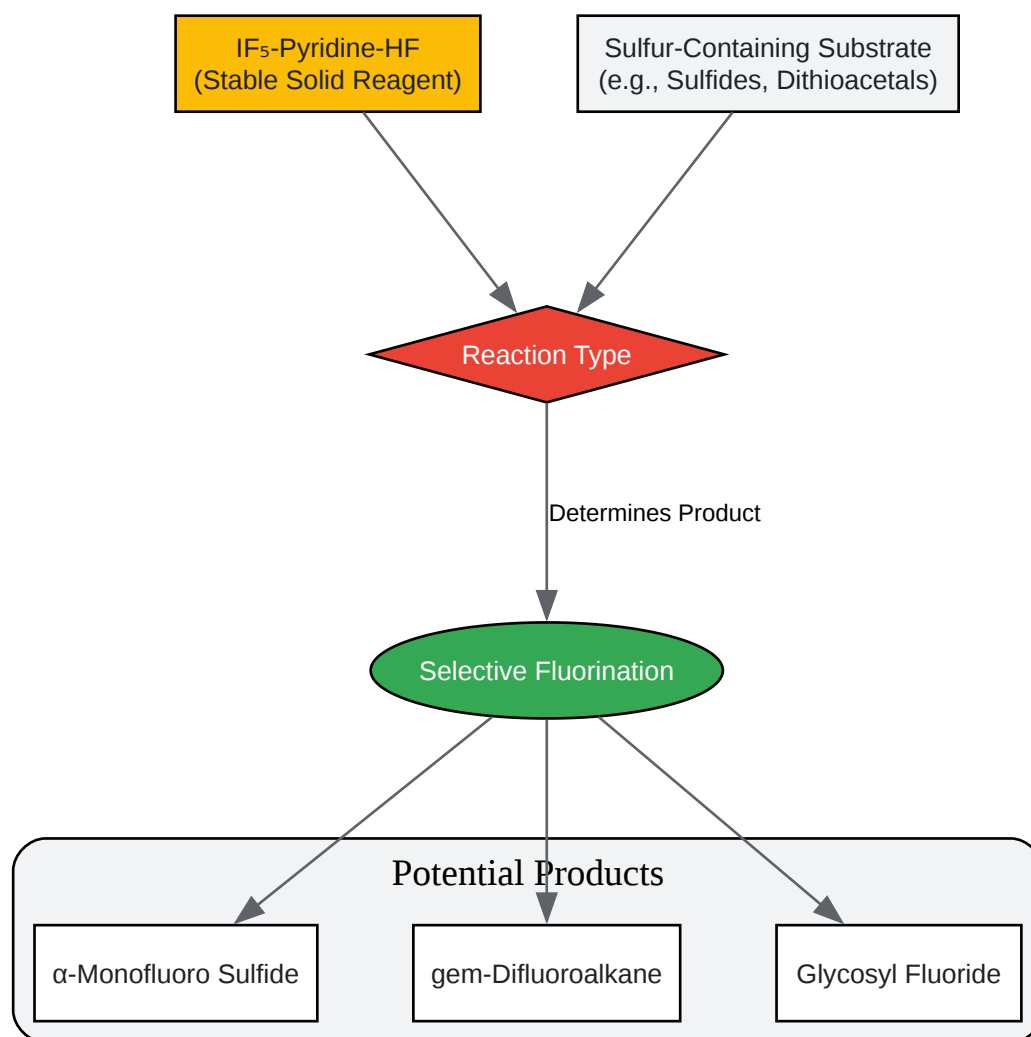 IF₅-Pyridine-HF
(Stable Solid Reagent)
Sulfur-Containing Substrate
(e.g., Sulfides, Dithioacetals)
Reaction Type
Determines Product
Selective Fluorination
Potential Products
α-Monofluoro Sulfide
gem-Difluoroalkane
Glycosyl Fluoride